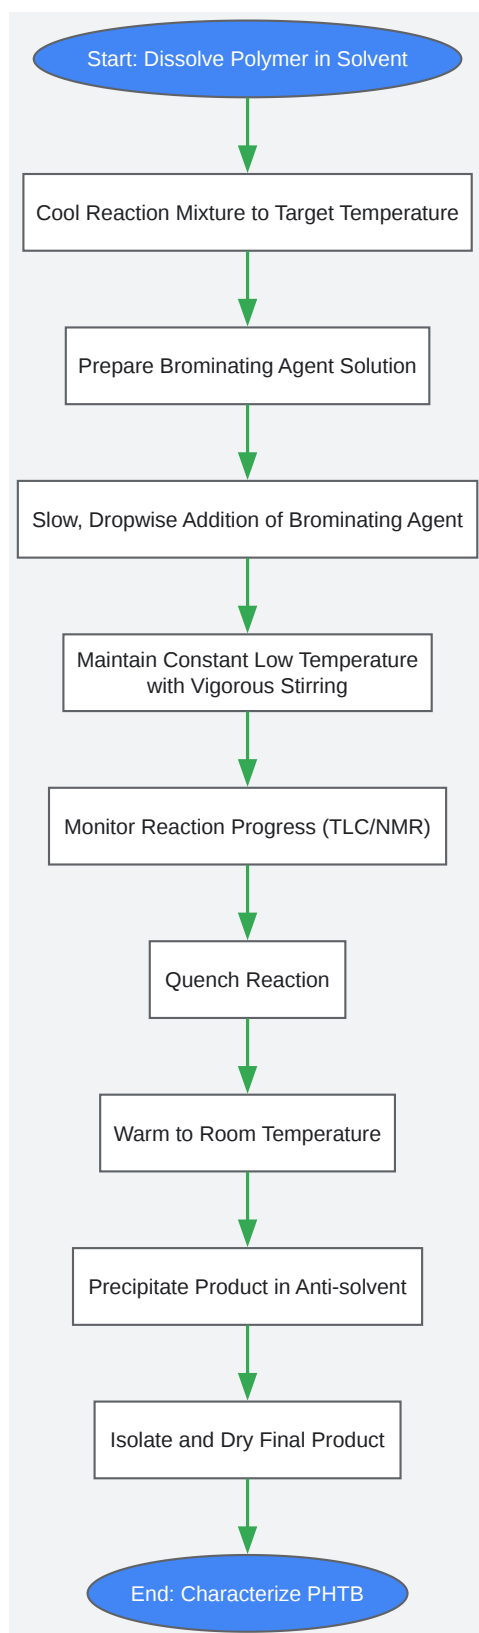 Start: Dissolve Polymer in Solvent
Cool Reaction Mixture to Target Temperature
Prepare Brominating Agent Solution
Slow, Dropwise Addition of Brominating Agent
Maintain Constant Low Temperature
with Vigorous Stirring
Monitor Reaction Progress (TLC/NMR)
Quench Reaction
Warm to Room Temperature
Precipitate Product in Anti-solvent
Isolate and Dry Final Product
End: Characterize PHTB